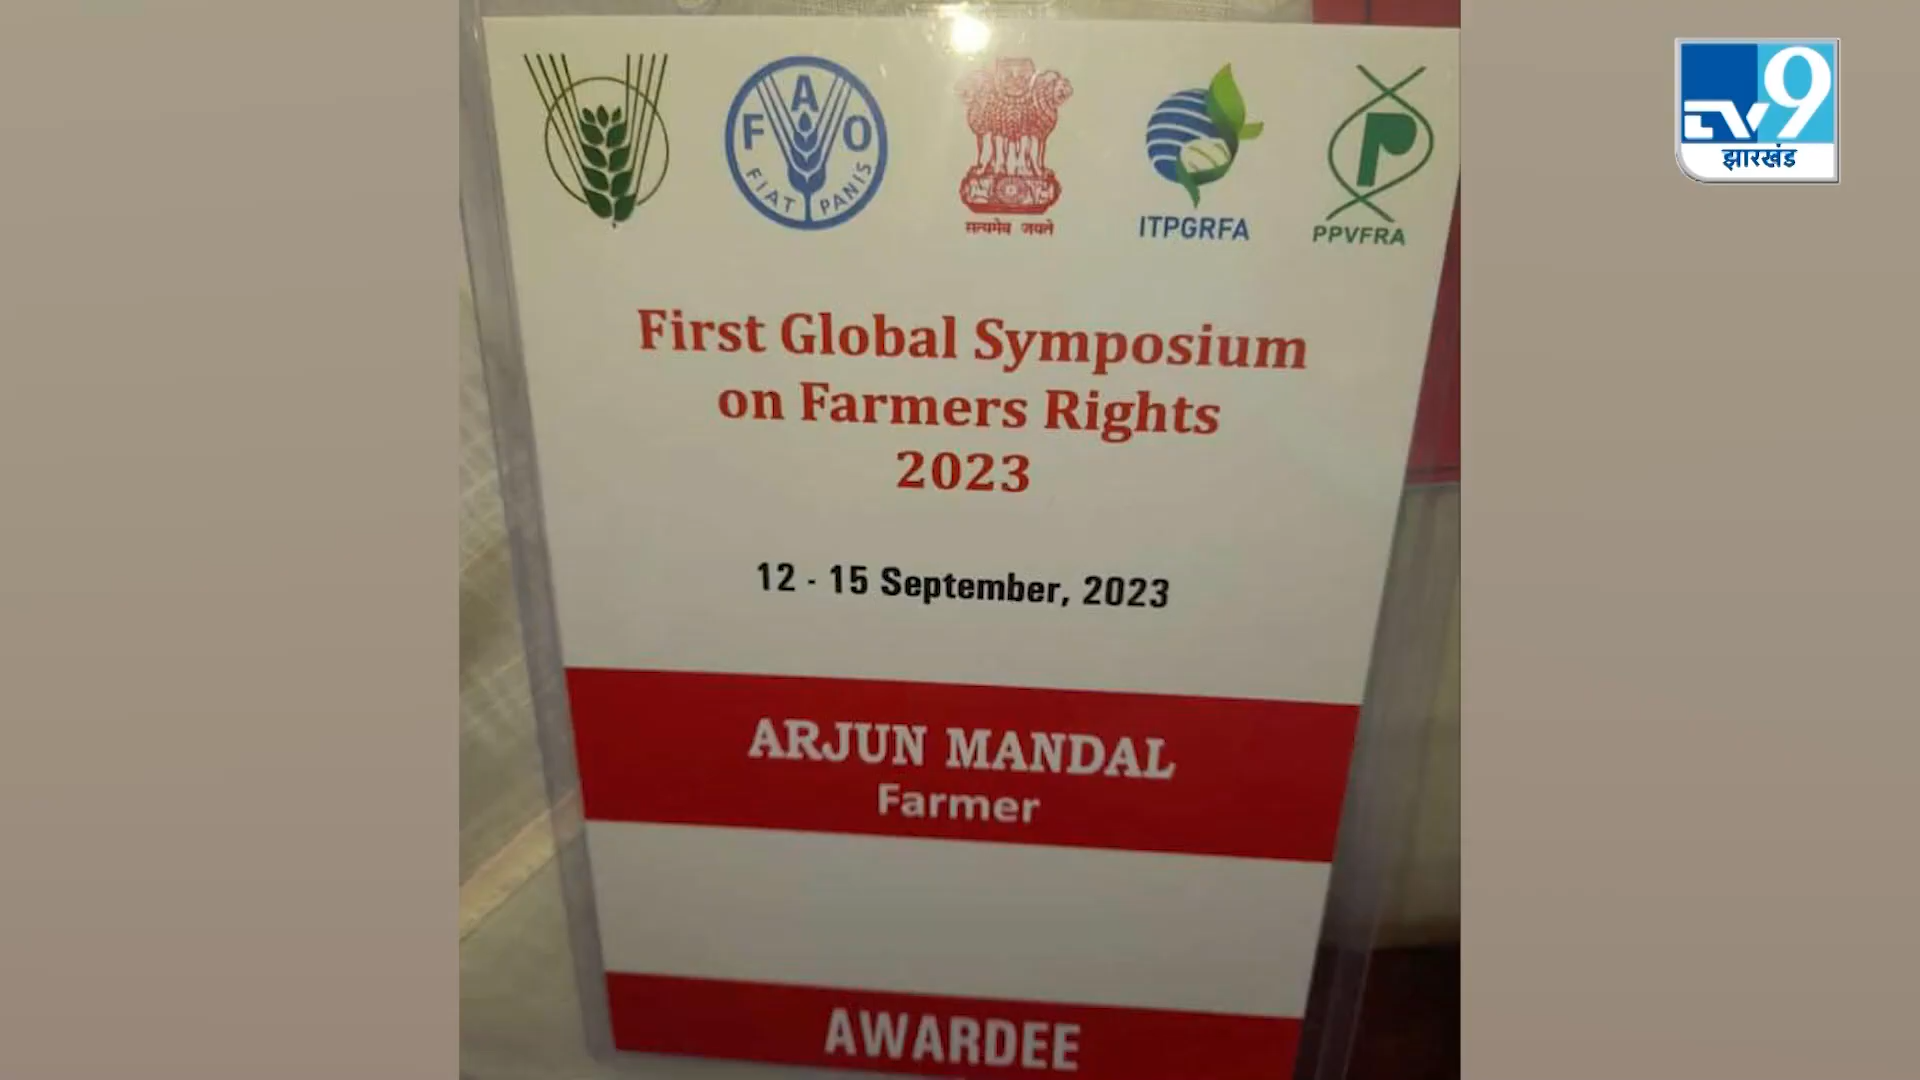 FAO
FIAT PANIS
सत्यमेव जयते
ITPGRFA
PPVFRA
First Global Symposium
on Farmers Rights
2023
12 - 15 September, 2023
ARJUN MANDAL
Farmer
AWARDEE
TV9
झारखंड